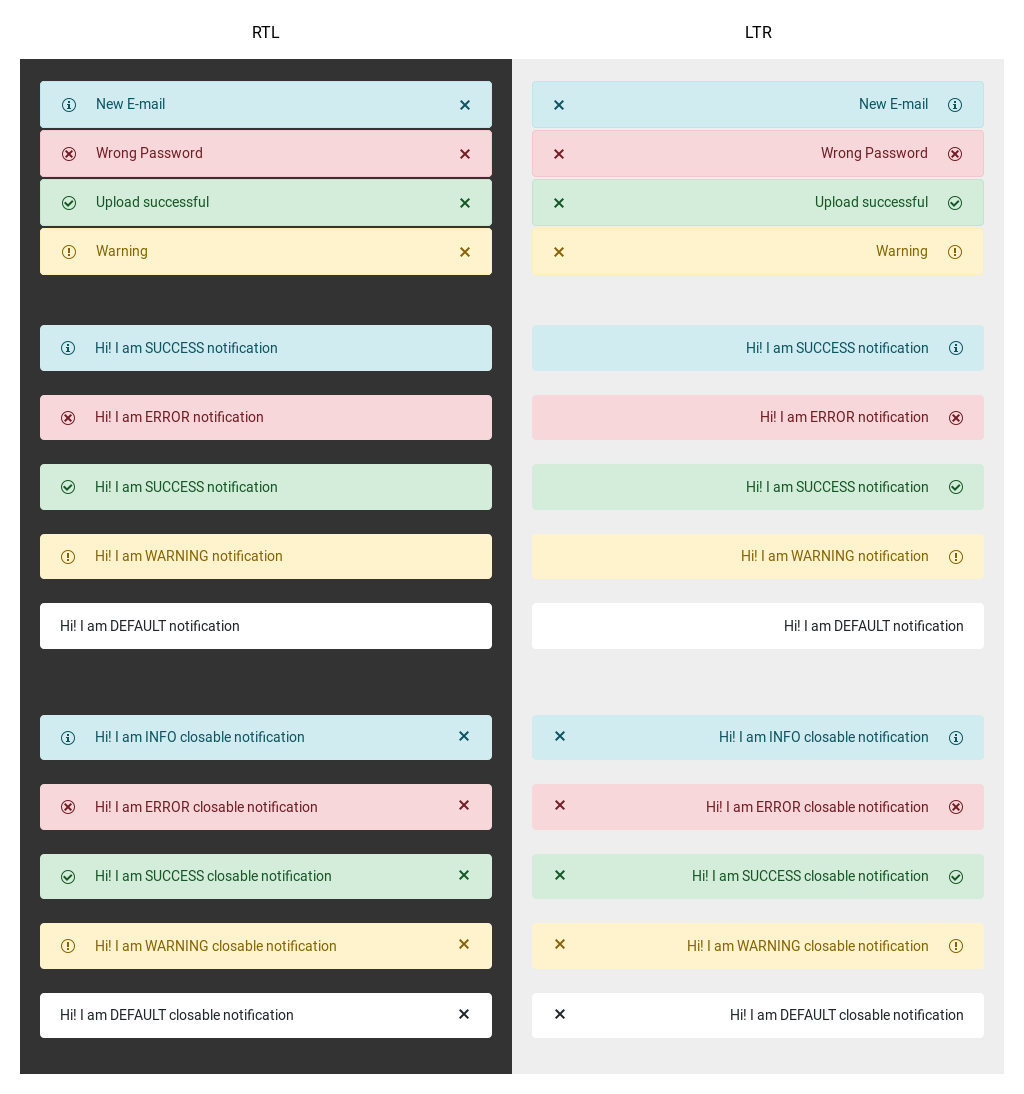 RTL
LTR
New E-mail
Wrong Password
Upload successful
Warning
Hi! I am SUCCESS notification
Hi! I am ERROR notification
Hi! I am SUCCESS notification
Hi! I am WARNING notification
Hi! I am DEFAULT notification
Hi! I am INFO closable notification
Hi! I am ERROR closable notification
Hi! I am SUCCESS closable notification
Hi! I am WARNING closable notification
Hi! I am DEFAULT closable notification
New E-mail
Wrong Password
Upload successful
Warning
Hi! I am SUCCESS notification
Hi! I am ERROR notification
Hi! I am SUCCESS notification
Hi! I am WARNING notification
Hi! I am DEFAULT notification
Hi! I am INFO closable notification
Hi! I am ERROR closable notification
Hi! I am SUCCESS closable notification
Hi! I am WARNING closable notification
Hi! I am DEFAULT closable notification